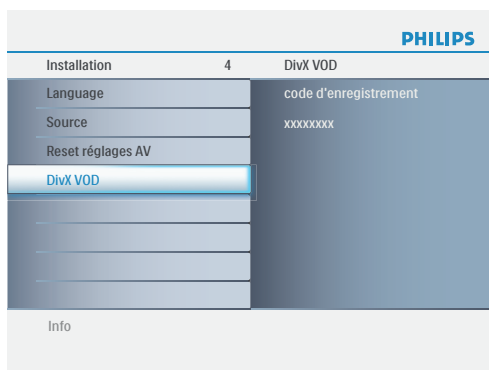 PHILIPS
Installation 4 DivX VOD
Language code d'enregistrement
Source xxxxxxxx
Reset réglages AV
DivX VOD
Info